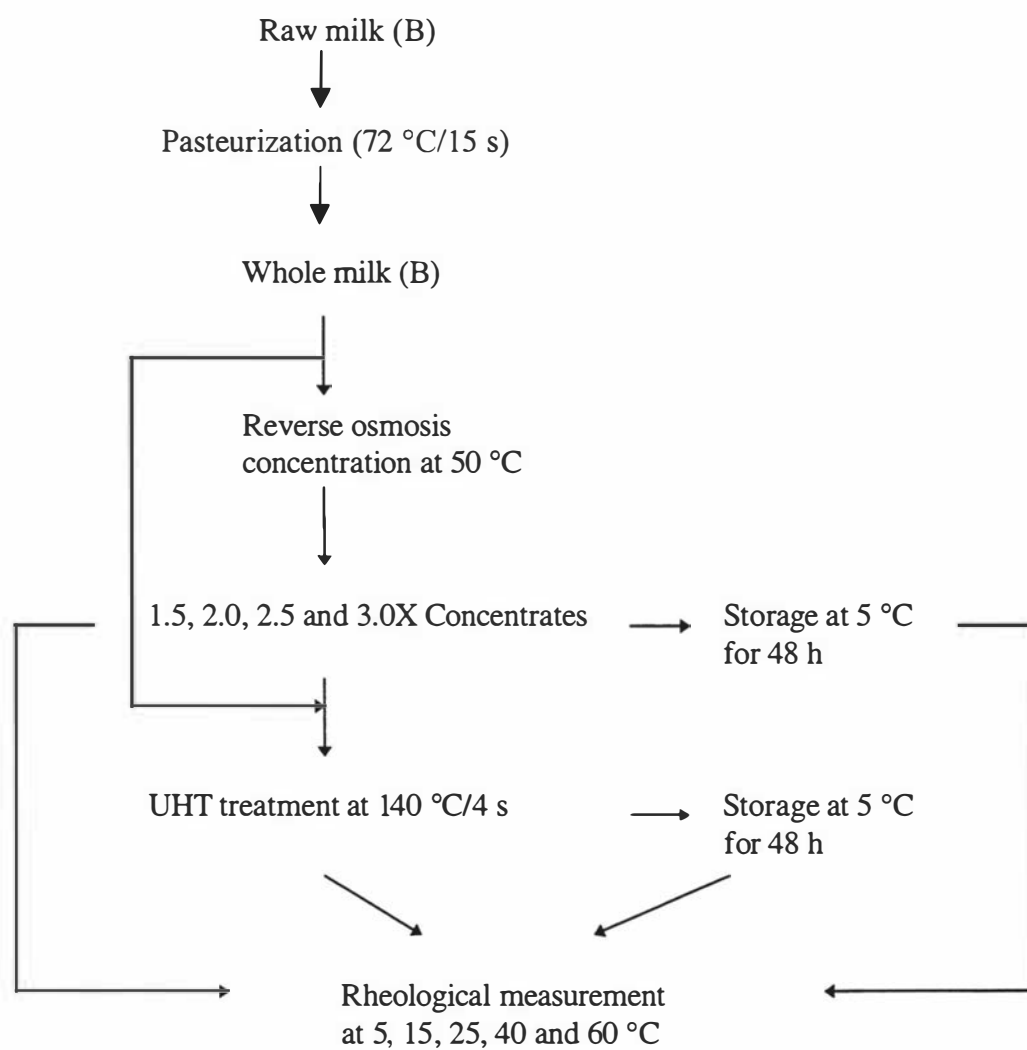 Raw milk (B)
Pasteurization (72 °C/15 s)
Whole milk (B)
Reverse osmosis
concentration at 50 °C
1.5, 2.0, 2.5 and 3.0X Concentrates
Storage at 5 °C
for 48 h
UHT treatment at 140 °C/4 s
Storage at 5 °C
for 48 h
Rheological measurement
at 5, 15, 25, 40 and 60 °C